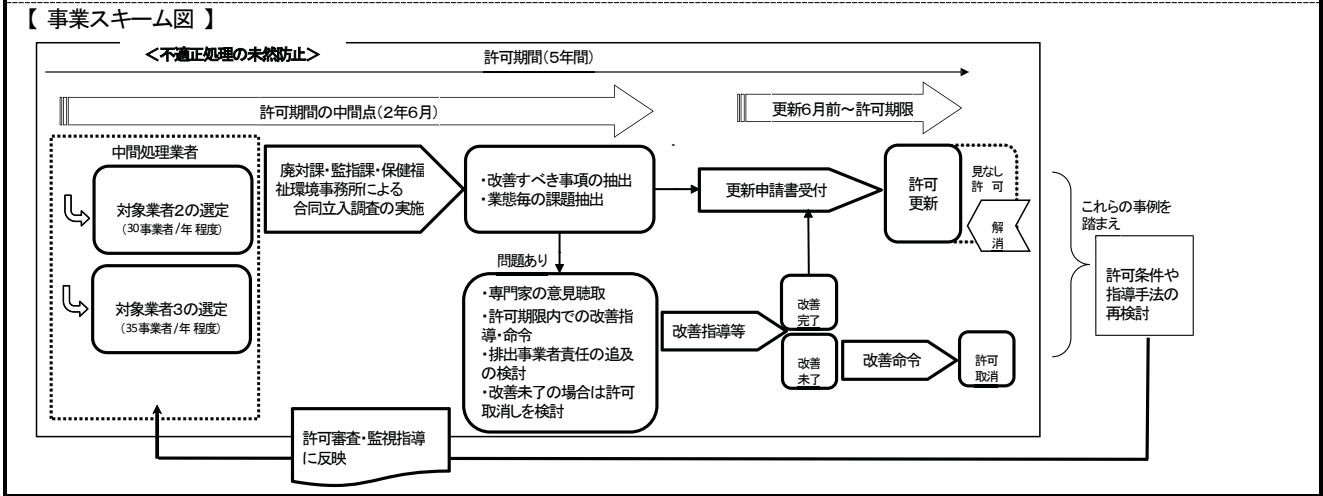 【 事業スキーム図 】
＜不適正処理の未然防止＞
許可期間（5年間）
許可期間の中間点（2年6月）
更新6月前～許可期限
中間処理業者
対象業者2の選定
（30事業者/年 程度）
対象業者3の選定
（35事業者/年 程度）
廃対課・監指課・保健福
祉環境事務所による
合同立入調査の実施
・改善すべき事項の抽出
・業態毎の課題抽出
更新申請書受付
許可
更新
見なし
許 可
解
消
これらの事例を
踏まえ
許可条件や
指導手法の
再検討
問題あり
・専門家の意見聴取
・許可期限内での改善指
導・命令
・排出事業者責任の追及
の検討
・改善未了の場合は許可
取消しを検討
改善指導等
改善
完了
改善
未了
改善命令
許可
取消
許可審査・監視指導
に反映